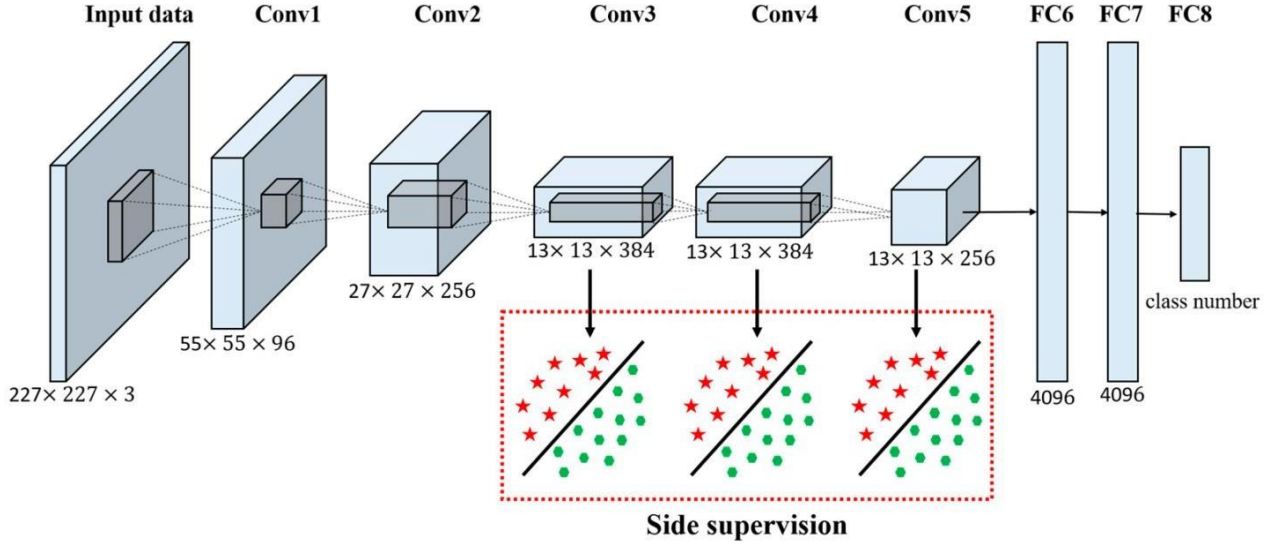 Input data Conv1 Conv2 Conv3 Conv4 Conv5 FC6 FC7 FC8
227× 227 × 3
55× 55 × 96
27× 27 × 256
13× 13 × 384
13× 13 × 384
13× 13 × 256
4096
4096
class number
Side supervision